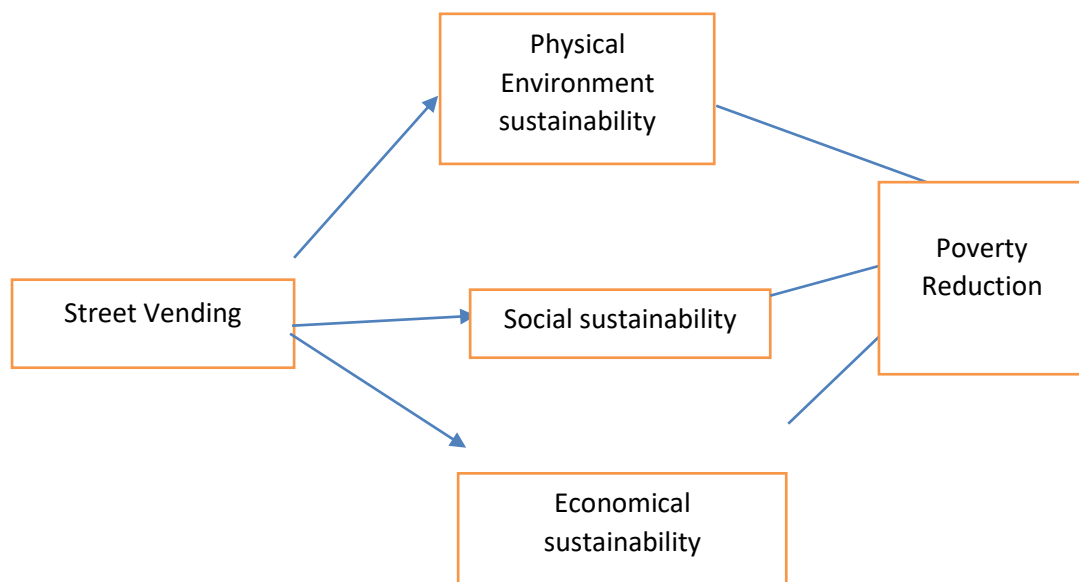 Physical
Environment
sustainability
Poverty
Reduction
Street Vending
Social sustainability
Economical
sustainability